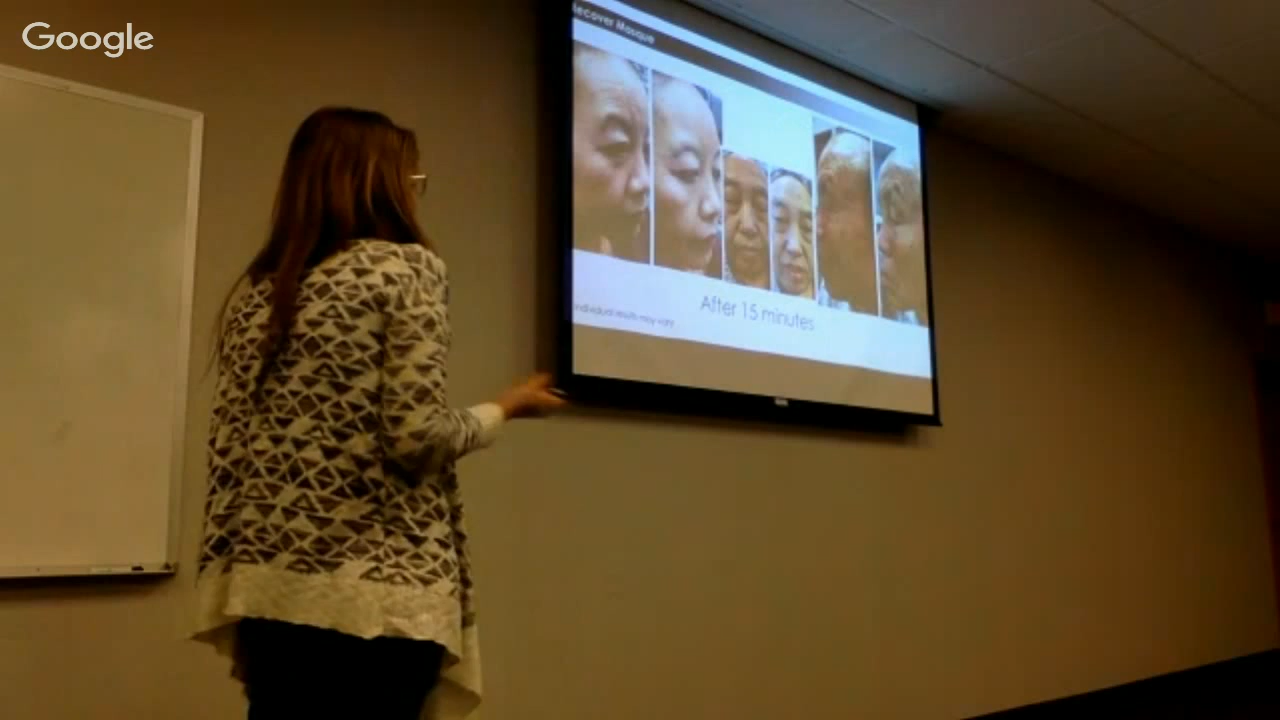 Google
Recover Masque
After 15 minutes
Individual results may vary